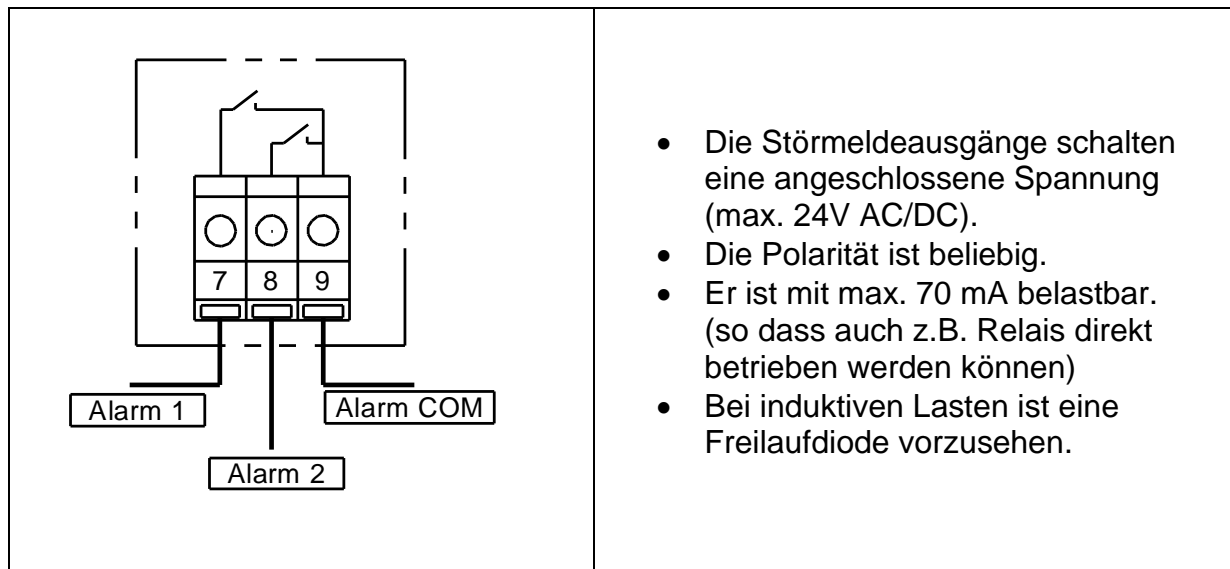 7 8 9
Alarm 1
Alarm COM
Alarm 2
• Die Störmeldeausgänge schalten
eine angeschlossene Spannung
(max. 24V AC/DC).
• Die Polarität ist beliebig.
• Er ist mit max. 70 mA belastbar.
(so dass auch z.B. Relais direkt
betrieben werden können)
• Bei induktiven Lasten ist eine
Freilaufdiode vorzusehen.